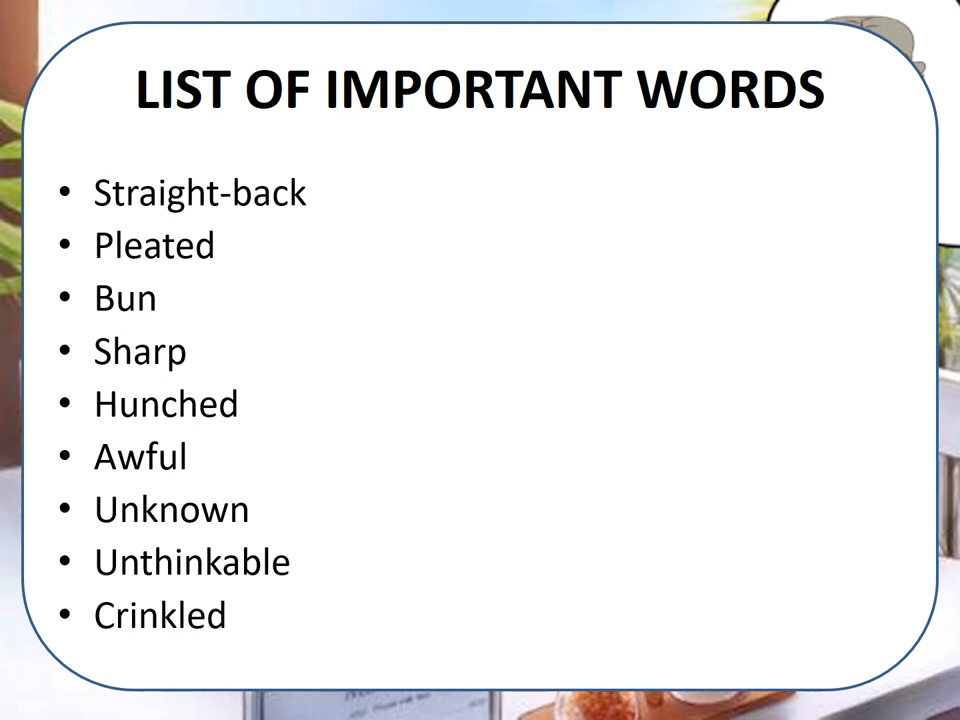 LIST OF IMPORTANT WORDS
• Straight-back
• Pleated
• Bun
• Sharp
• Hunched
• Awful
• Unknown
• Unthinkable
• Crinkled